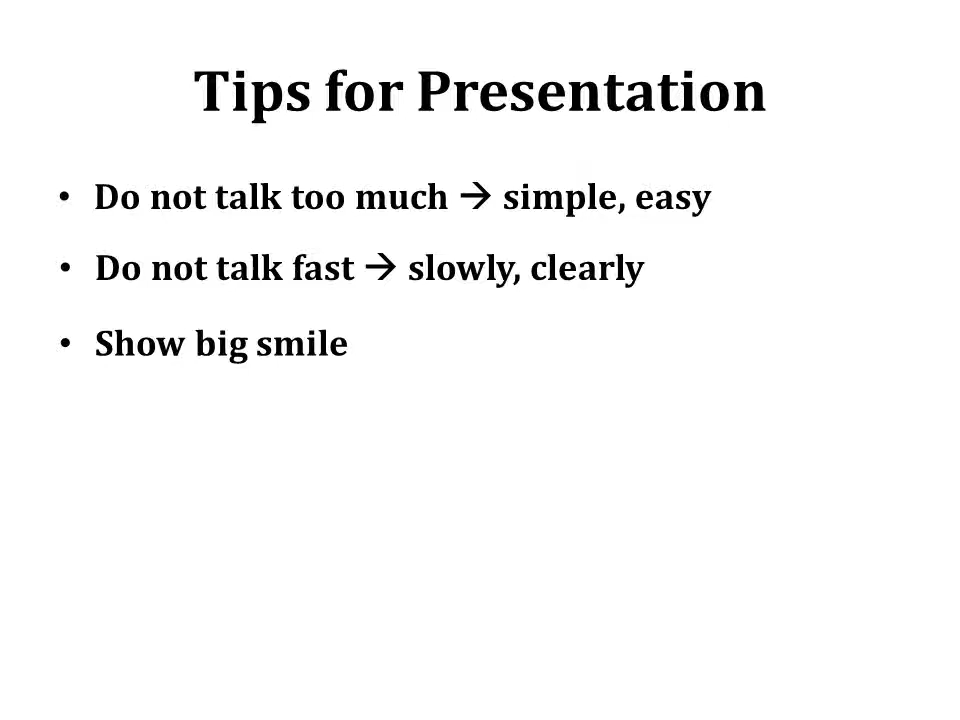 Tips for Presentation
• Do not talk too much → simple, easy
• Do not talk fast → slowly, clearly
• Show big smile